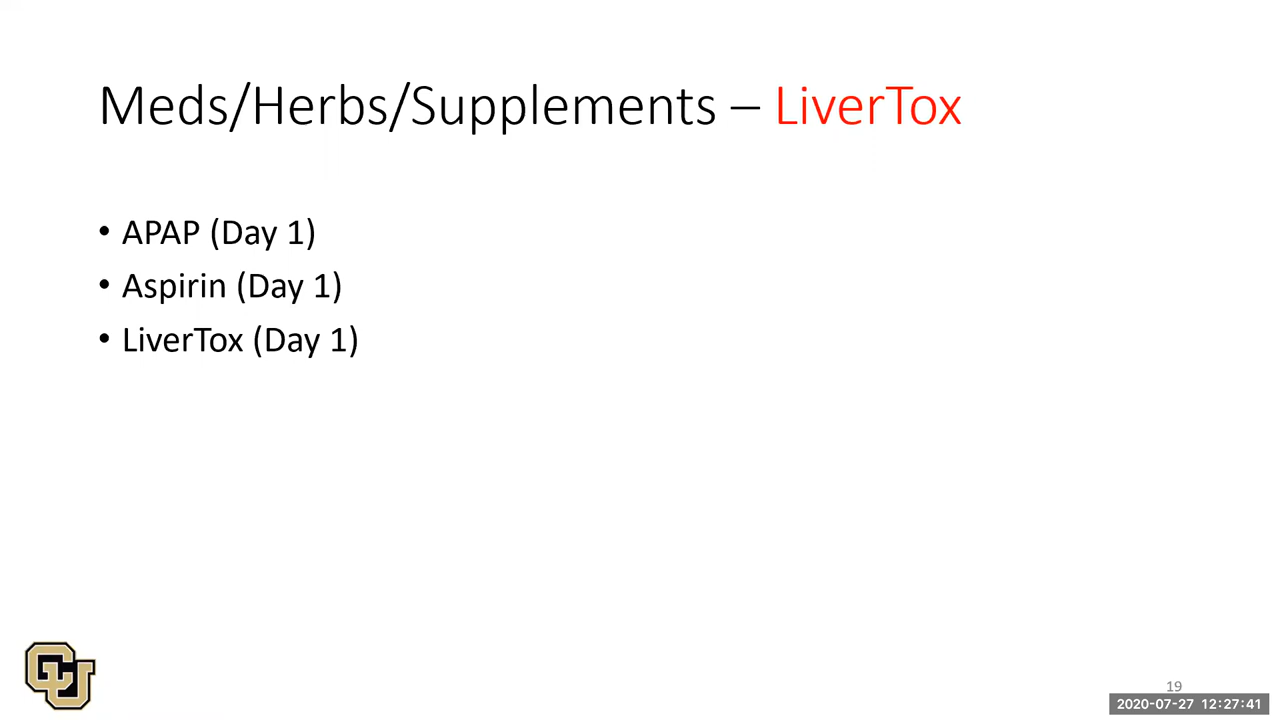 Meds/Herbs/Supplements – LiverTox
• APAP (Day 1)
• Aspirin (Day 1)
• LiverTox (Day 1)
CU
19
2020-07-27 12:27:41